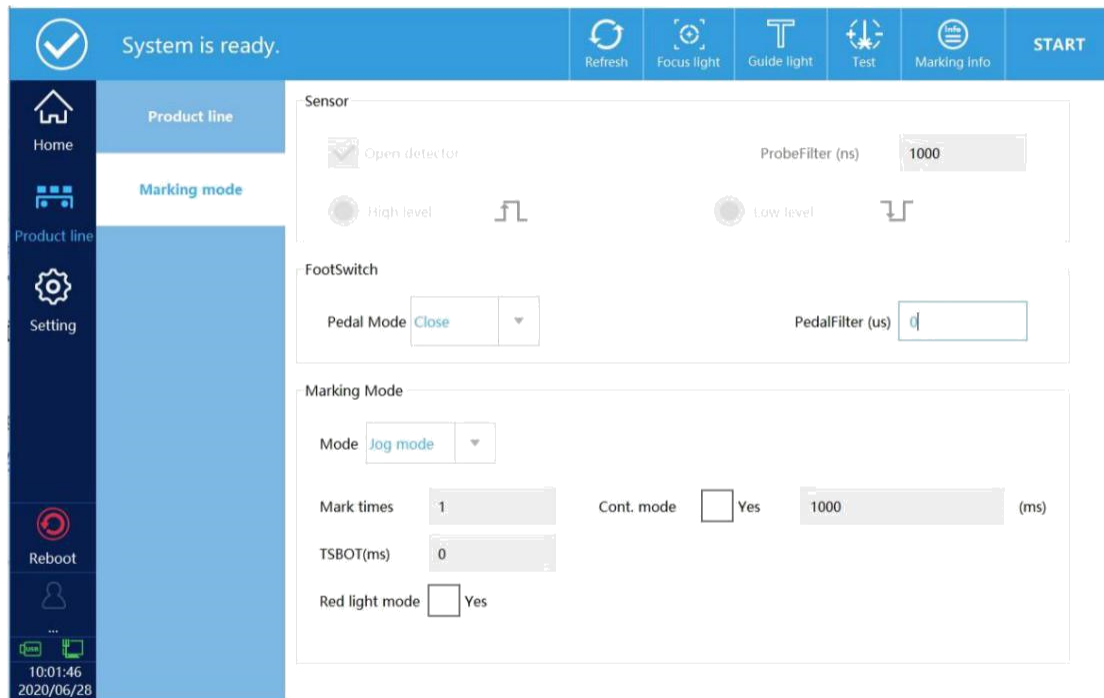 System is ready.
Refresh
Focus light
Guide light
Test
Info
Marking info
START
Home
Product line
Setting
Reboot
...
USB
10:01:46
2020/06/28
Product line
Marking mode
Sensor
Open detector
ProbeFilter (ns) 1000
High level
Low level
FootSwitch
Pedal Mode Close
PedalFilter (us) 0
Marking Mode
Mode Jog mode
Mark times 1
Cont. mode Yes 1000 (ms)
TSBOT(ms) 0
Red light mode Yes